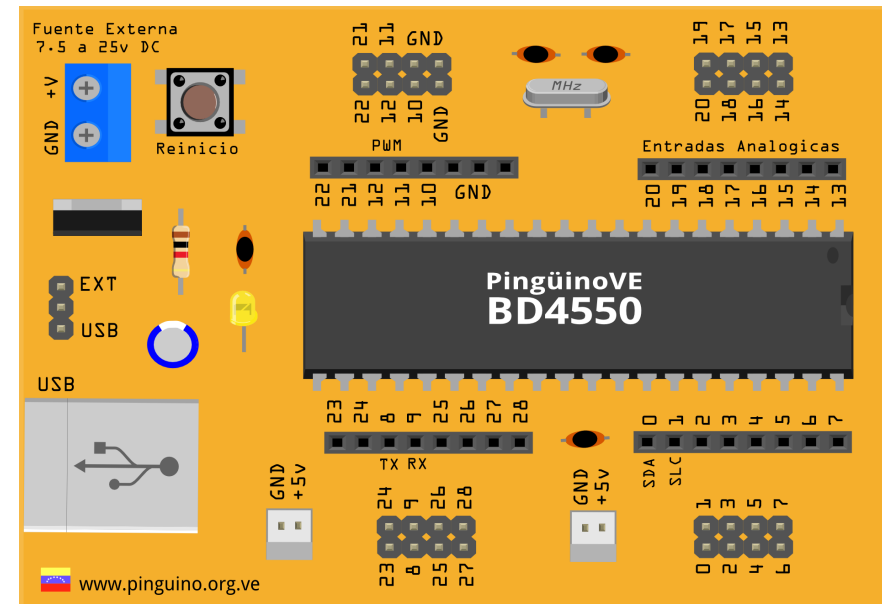 Fuente Externa
7.5 a 25v DC
+V
GND
Reinicio
21 11 GND
22 12 10 GND
PWM
22 21 12 11 10 GND
MHz
19 17 15 13
20 18 16 14
Entradas Analogicas
20 19 18 17 16 15 14 13
PingüinoVE
BD4550
EXT
USB
USB
23 24 8 9 25 26 27 28
TX RX
GND
+5v
24 9 26 28
23 8 25 27
GND
+5v
0 1 2 3 4 5 6 7
SDA SLC
1 3 5 7
0 2 4 6
www.pinguino.org.ve